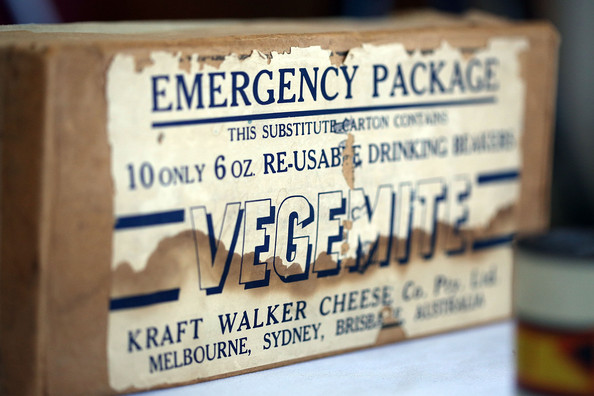 EMERGENCY PACKAGE
THIS SUBSTITUTE CARTON CONTAINS
10 ONLY 6 OZ. RE-USABLE DRINKING BEAKERS
VEGEMITE
KRAFT WALKER CHEESE Co. Pty. Ltd.
MELBOURNE, SYDNEY, BRISBANE, AUSTRALIA